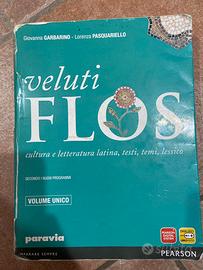 Giovanna GARBARINO - Lorenza PASQUARIELLO
veluti
FLOS
cultura e letteratura latina, testi, temi, lessico
SECONDO I NUOVI PROGRAMMI
VOLUME UNICO
paravia
PEARSON